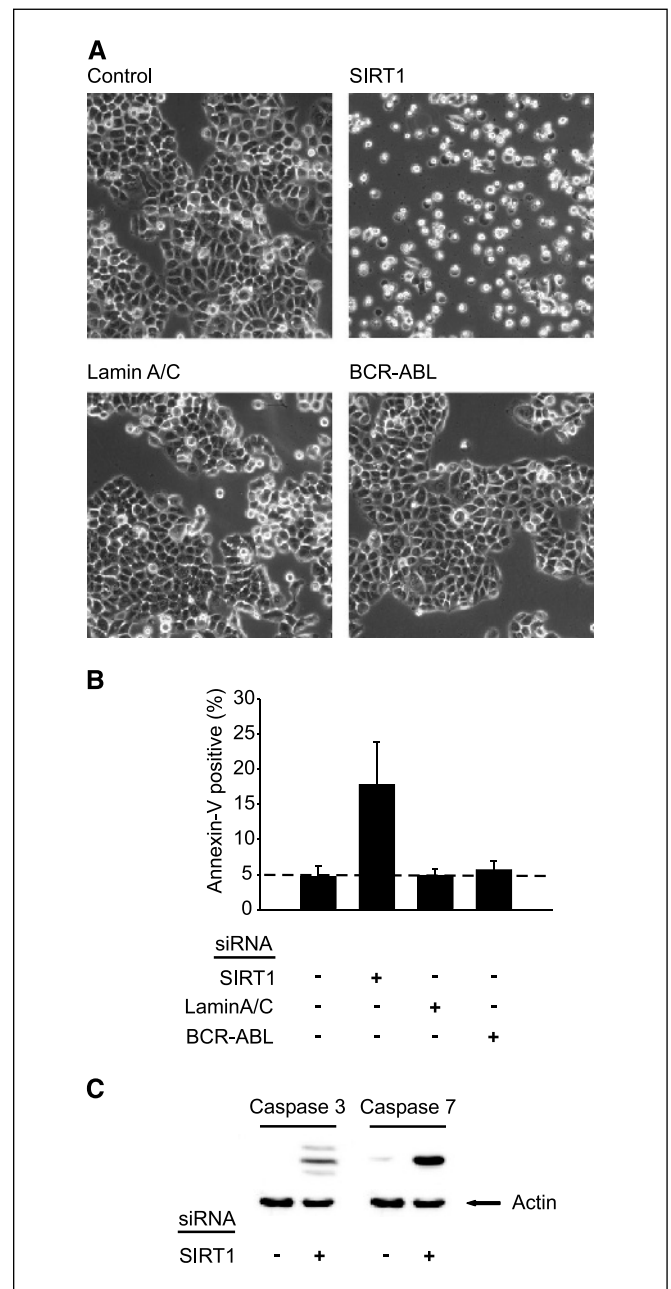 A
Control SIRT1
Lamin A/C BCR-ABL
B
Annexin-V positive (%)
30
25
20
15
10
5
0
siRNA
SIRT1 - + - -
LaminA/C - - + -
BCR-ABL - - - +
C
Caspase 3 Caspase 7
Actin
siRNA
SIRT1 - + - +